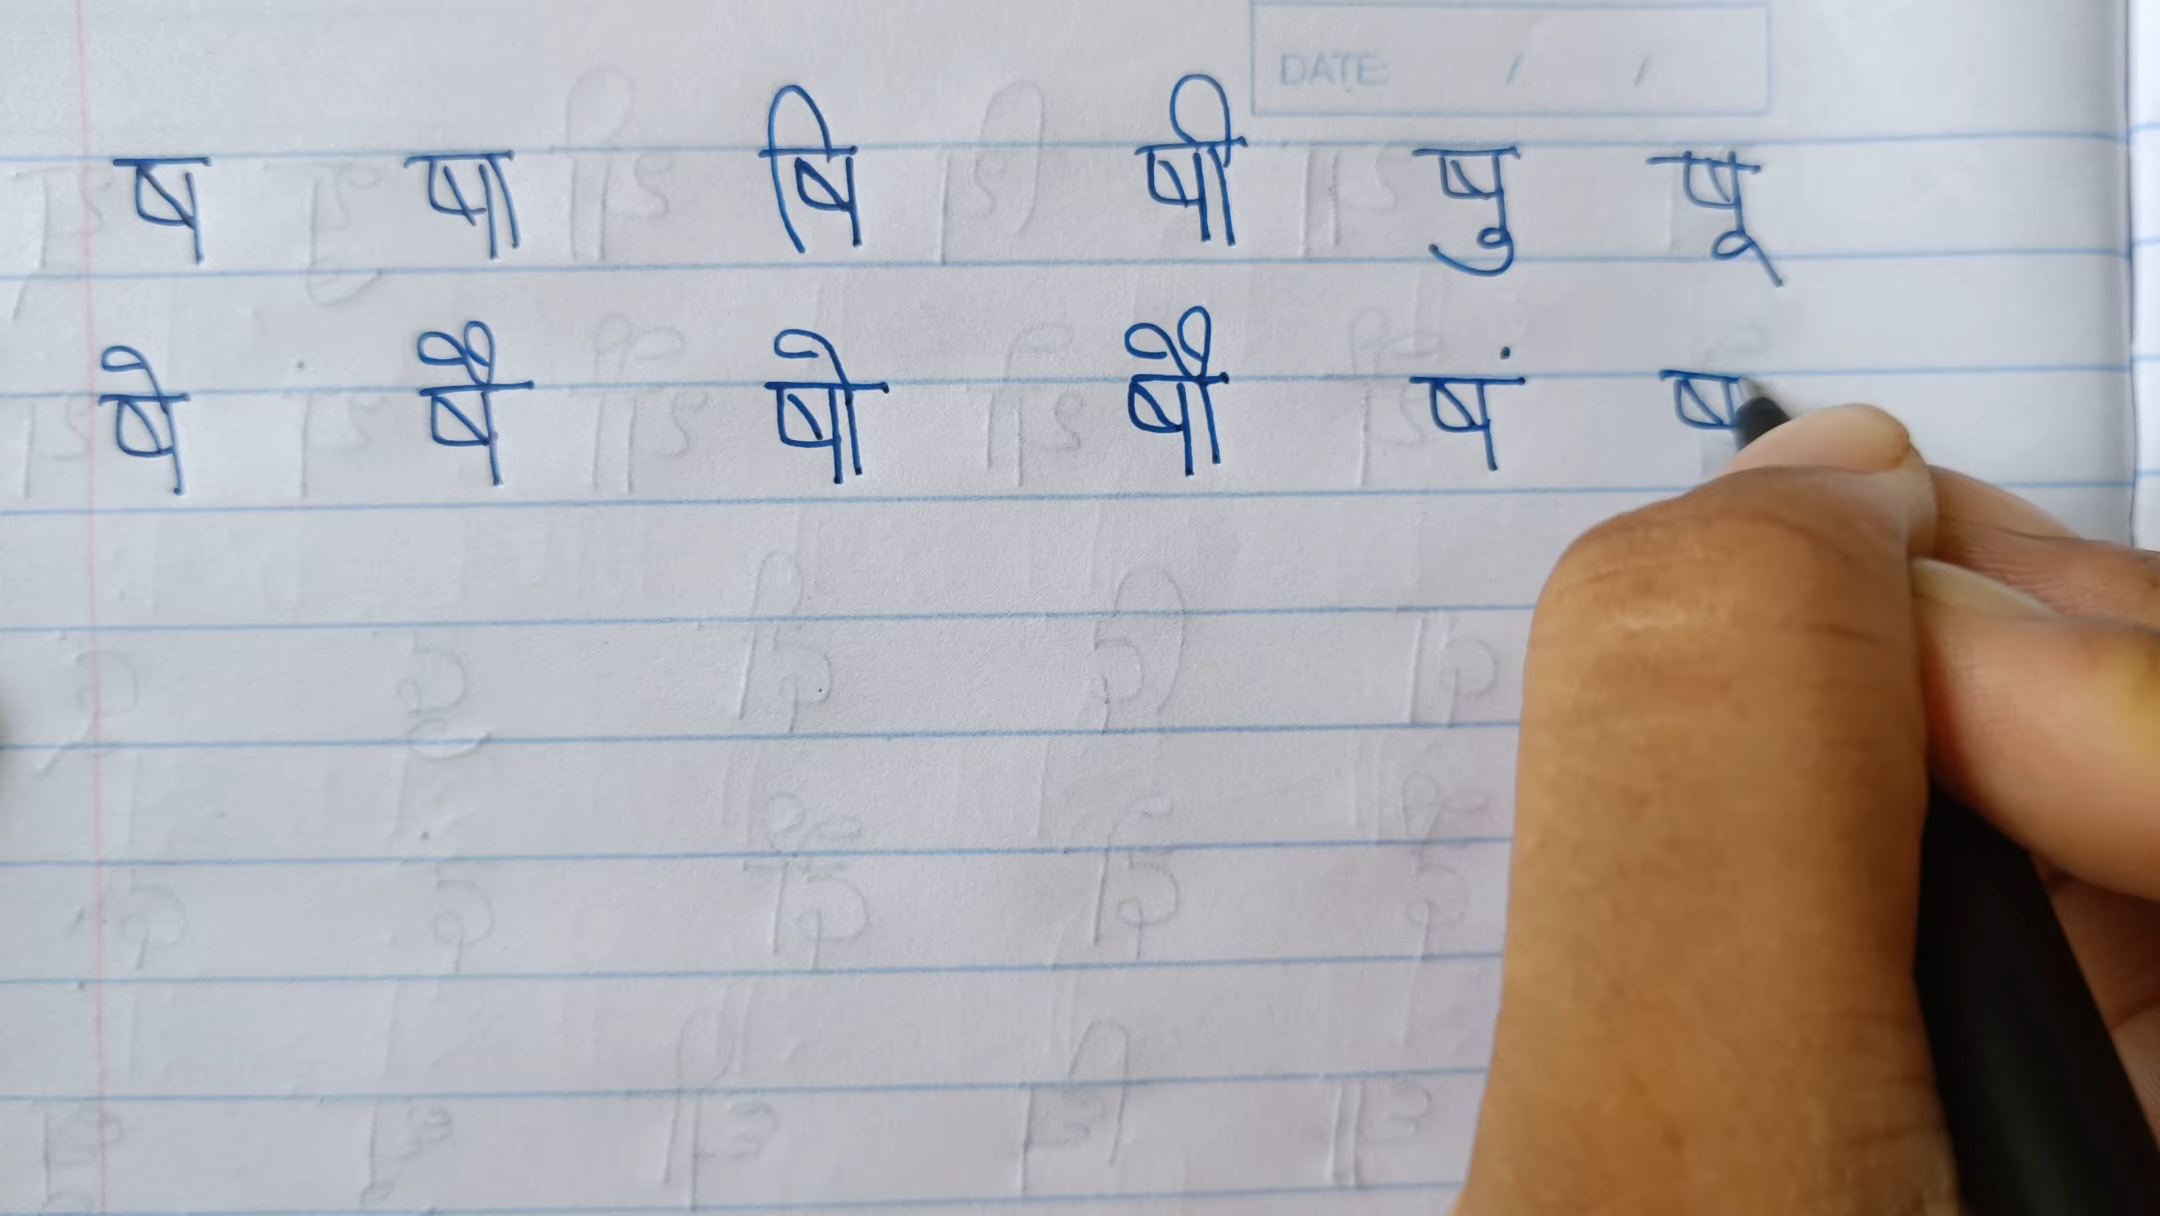 DATE: / /
ष षा षि षी षु षू
षे षै षो षौ षं ष